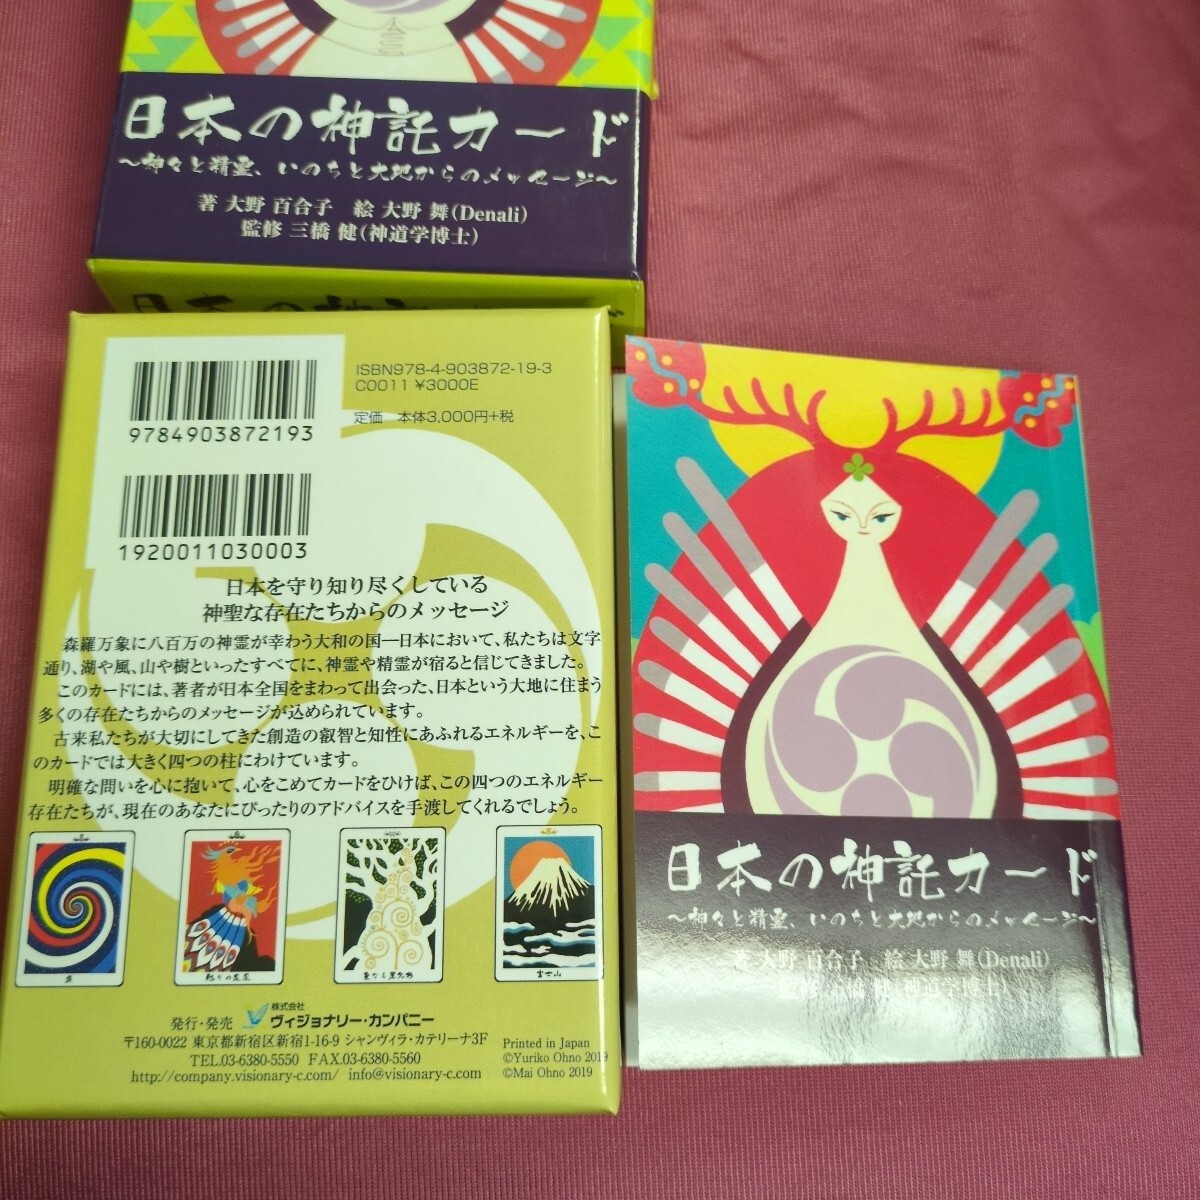 日本の神託カード
～神々と精霊、いのちと大地からのメッセージ～
著 大野 百合子　絵 大野 舞(Denali)
監修 三橋 健(神道学博士)
日本の神託カード
ISBN978-4-903872-19-3
C0011 ¥3000E
定価　本体3,000円+税
9784903872193
1920011030003
日本を守り知り尽くしている
神聖な存在たちからのメッセージ
森羅万象に八百万の神霊が幸わう大和の国―日本において、私たちは文字
通り、湖や風、山や樹といったすべてに、神霊や精霊が宿ると信じてきました。
このカードには、著者が日本全国をまわって出会った、日本という大地に住まう
多くの存在たちからのメッセージが込められています。
古来私たちが大切にしてきた創造の叡智と知性にあふれるエネルギーを、こ
のカードでは大きく四つの柱にわけています。
明確な問いを心に抱いて、心をこめてカードをひけば、この四つのエネルギー
存在たちが、現在のあなたにぴったりのアドバイスを手渡してくれるでしょう。
富士山
発行・発売
株式会社
ヴィジョナリー・カンパニー
〒160-0022 東京都新宿区新宿1-16-9 シャンヴィラ・カテリーナ3F
TEL.03-6380-5550 FAX.03-6380-5560
http://company.visionary-c.com/ info@visionary-c.com
Printed in Japan
©Yuriko Ohno 2019
©Mai Ohno 2019
日本の神託カード
～神々と精霊、いのちと大地からのメッセージ～
著 大野 百合子　絵 大野 舞(Denali)
監修 三橋 健(神道学博士)